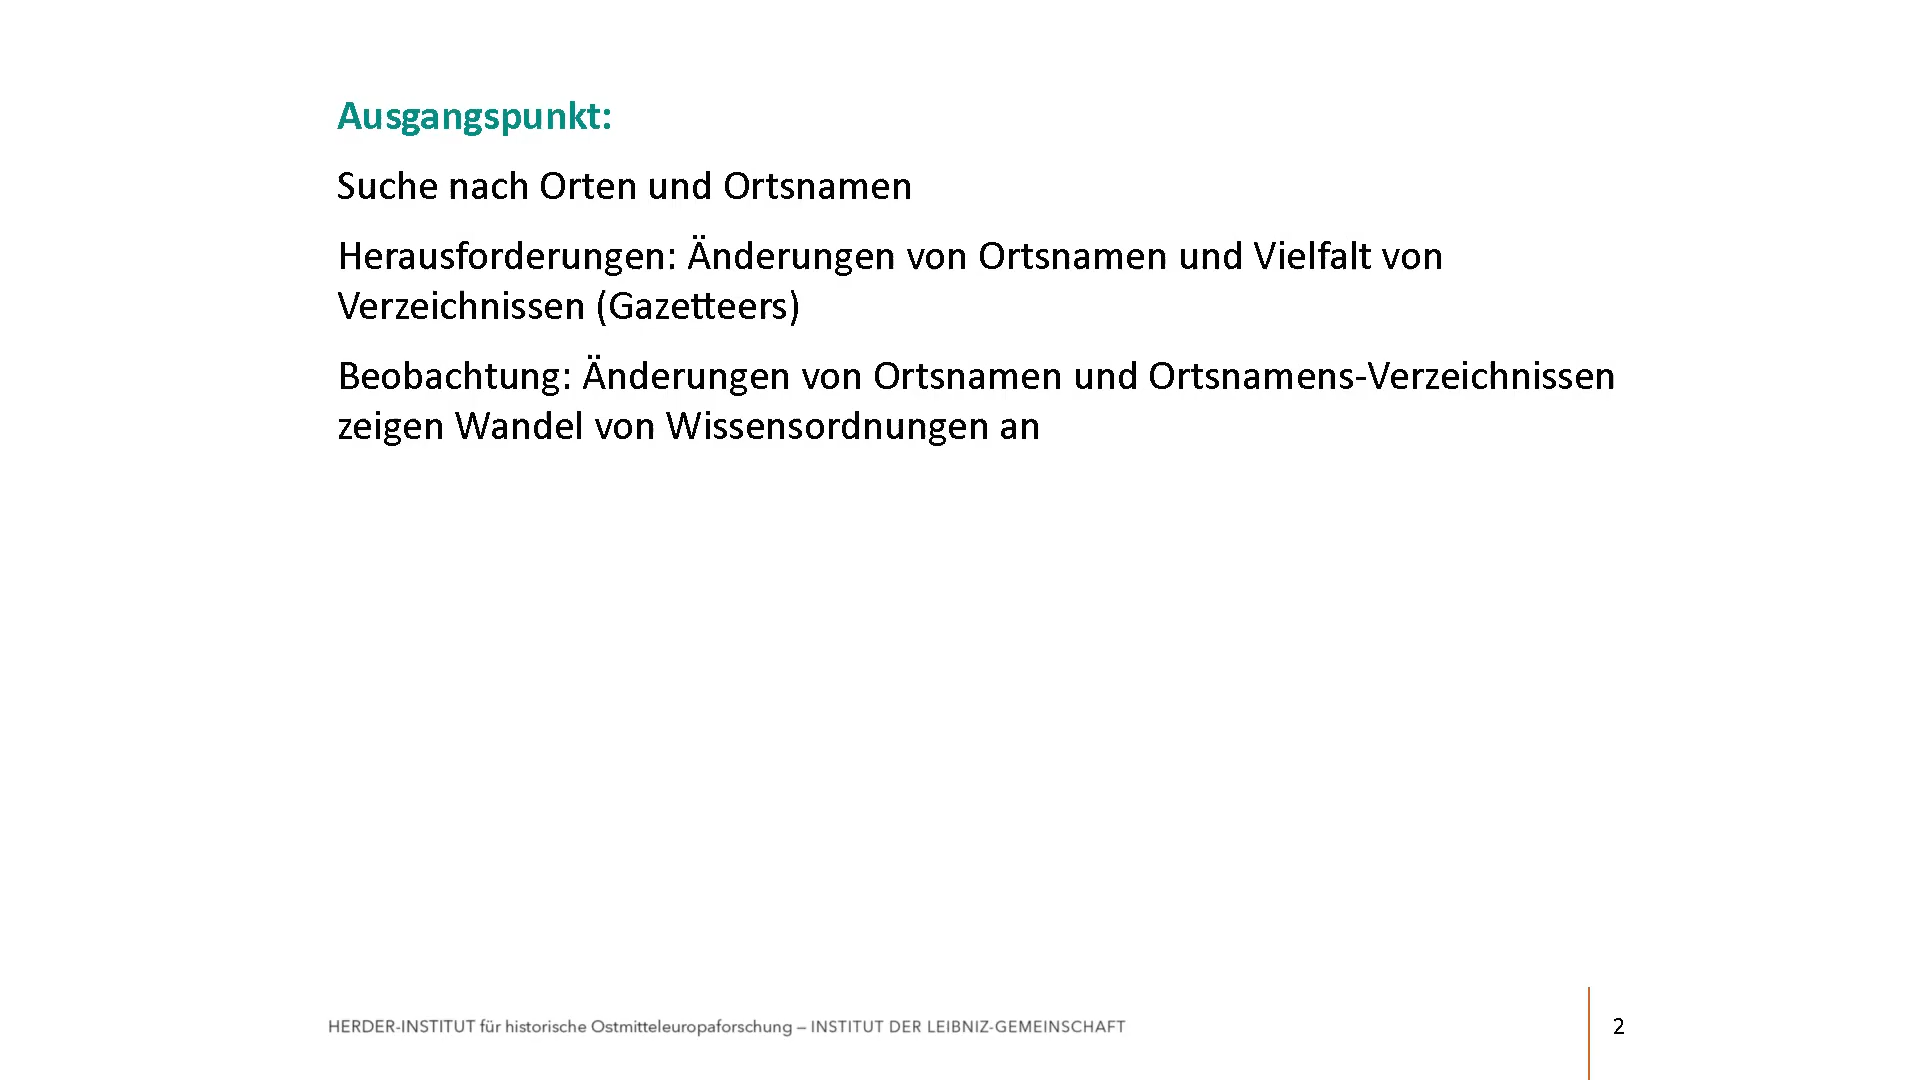 Ausgangspunkt:
Suche nach Orten und Ortsnamen
Herausforderungen: Änderungen von Ortsnamen und Vielfalt von
Verzeichnissen (Gazetteers)
Beobachtung: Änderungen von Ortsnamen und Ortsnamens-Verzeichnissen
zeigen Wandel von Wissensordnungen an
HERDER-INSTITUT für historische Ostmitteleuropaforschung – INSTITUT DER LEIBNIZ-GEMEINSCHAFT
2